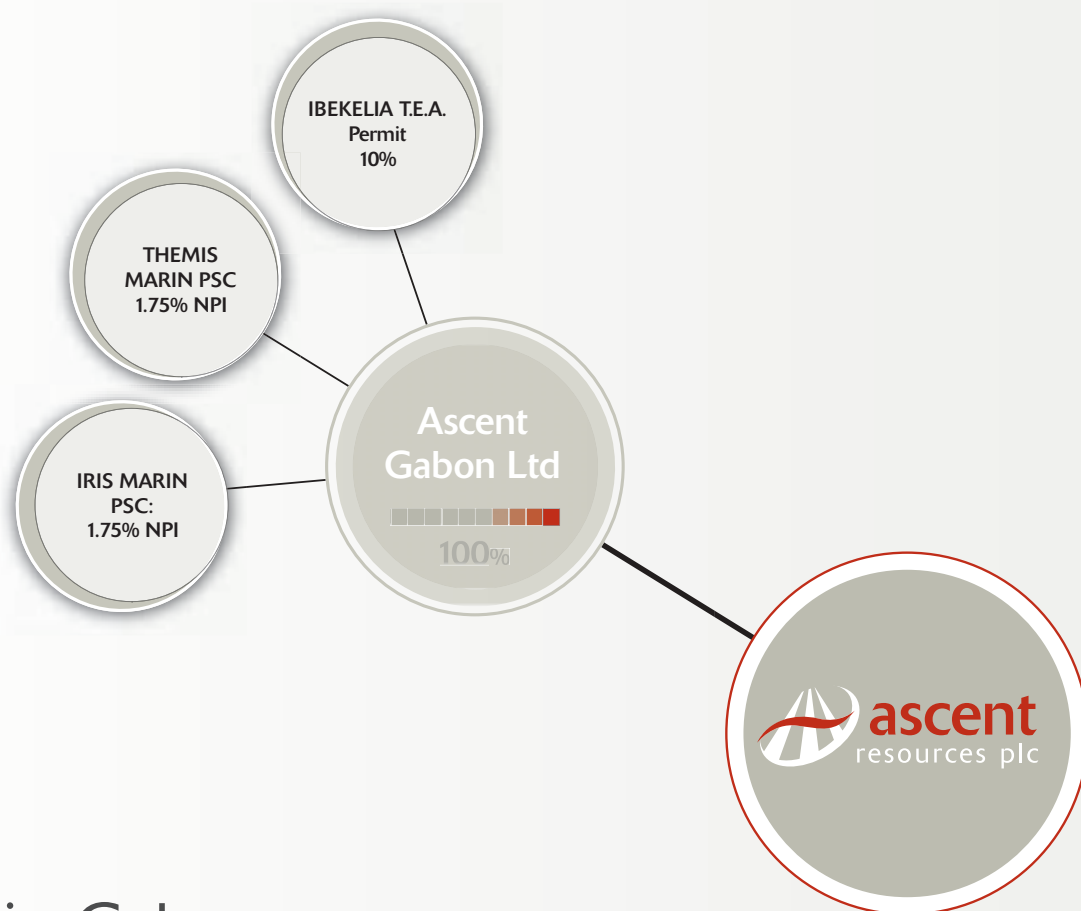 IBEKELIA T.E.A.
Permit
10%
THEMIS
MARIN PSC
1.75% NPI
IRIS MARIN
PSC:
1.75% NPI
Ascent
Gabon Ltd
100%
ascent
resources plc